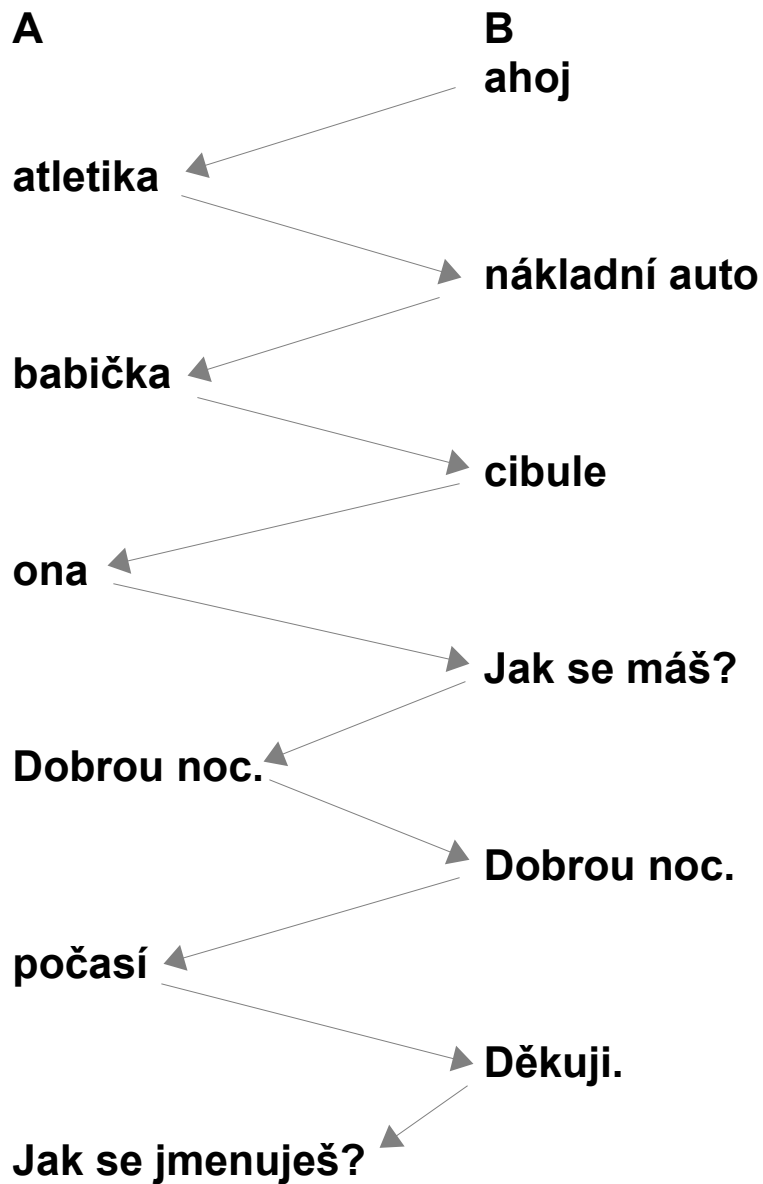 A B
ahoj
atletika
nákladní auto
babička
cibule
ona
Jak se máš?
Dobrou noc.
Dobrou noc.
počasí
Děkuji.
Jak se jmenuješ?